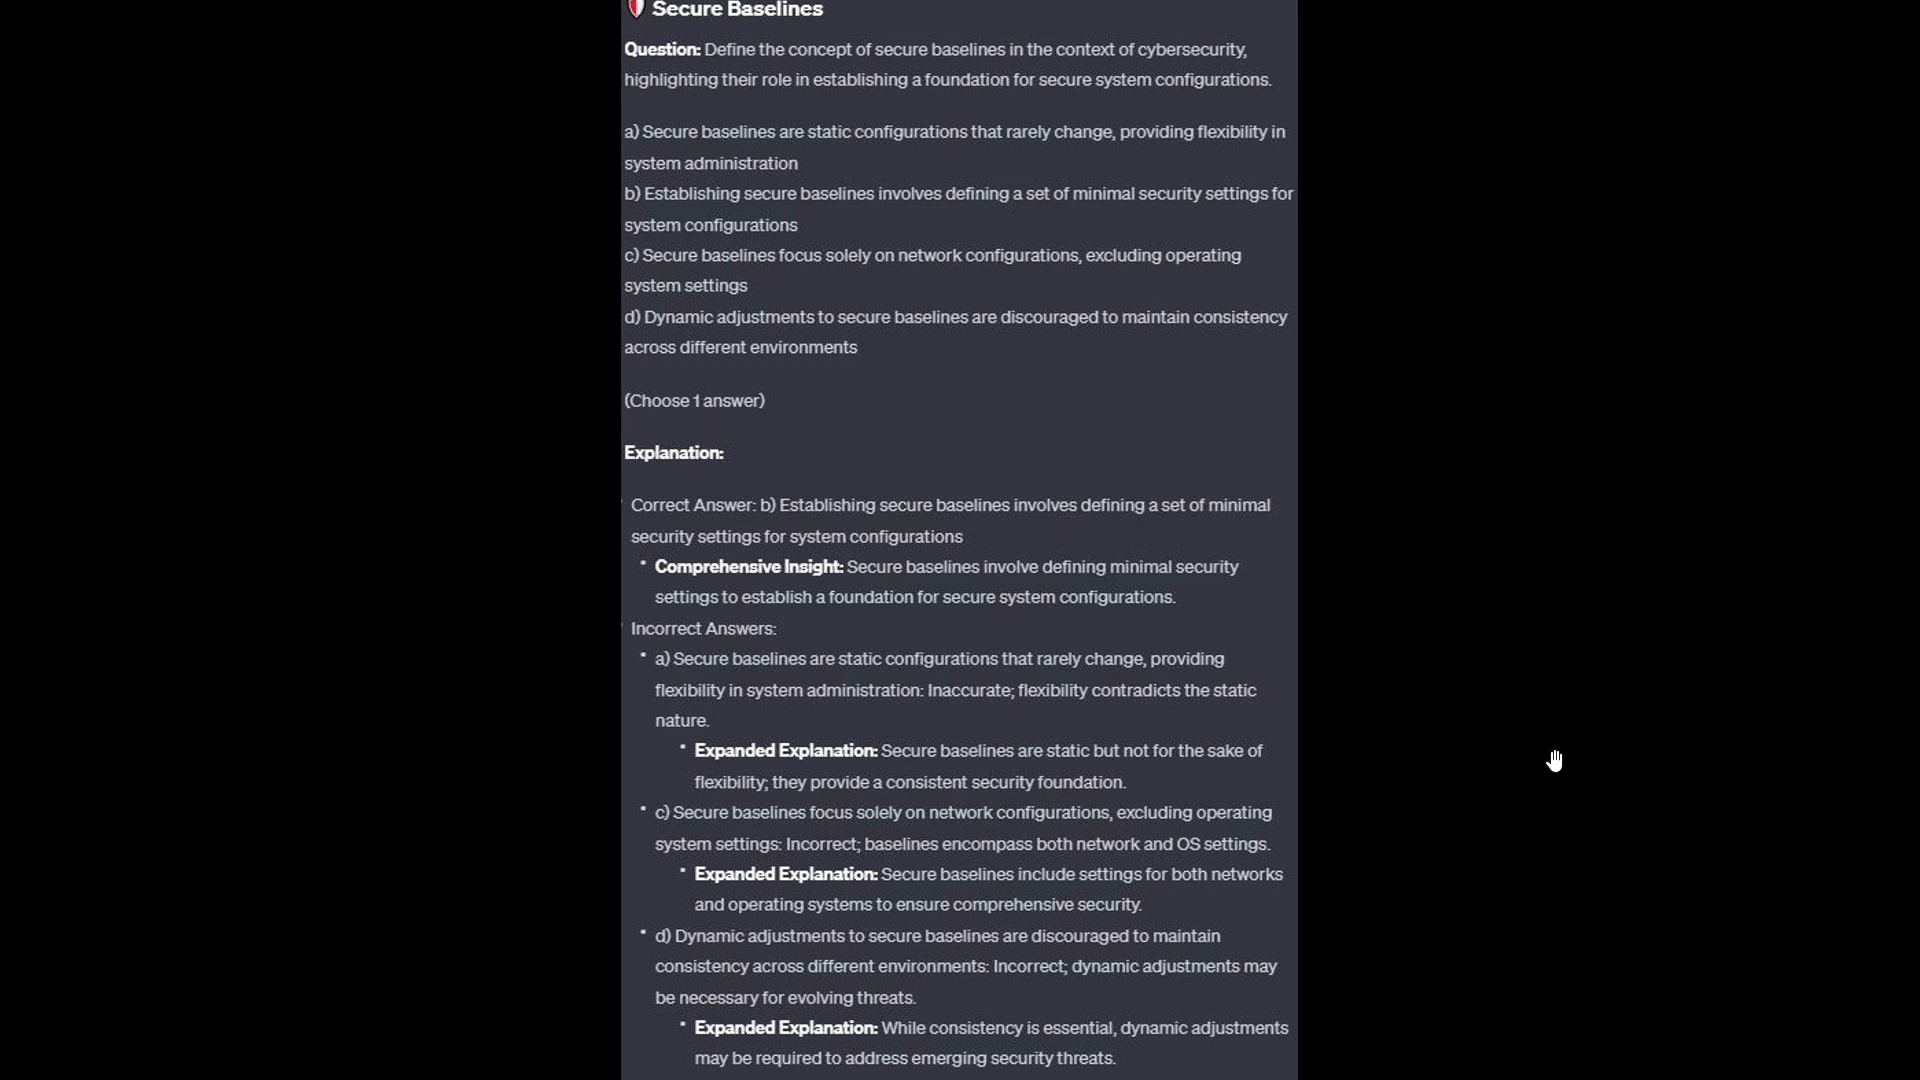 Secure Baselines
Question: Define the concept of secure baselines in the context of cybersecurity,
highlighting their role in establishing a foundation for secure system configurations.
a) Secure baselines are static configurations that rarely change, providing flexibility in
system administration
b) Establishing secure baselines involves defining a set of minimal security settings for
system configurations
c) Secure baselines focus solely on network configurations, excluding operating
system settings
d) Dynamic adjustments to secure baselines are discouraged to maintain consistency
across different environments
(Choose 1 answer)
Explanation:
Correct Answer: b) Establishing secure baselines involves defining a set of minimal
security settings for system configurations
• Comprehensive Insight: Secure baselines involve defining minimal security
settings to establish a foundation for secure system configurations.
Incorrect Answers:
• a) Secure baselines are static configurations that rarely change, providing
flexibility in system administration: Inaccurate; flexibility contradicts the static
nature.
• Expanded Explanation: Secure baselines are static but not for the sake of
flexibility; they provide a consistent security foundation.
• c) Secure baselines focus solely on network configurations, excluding operating
system settings: Incorrect; baselines encompass both network and OS settings.
• Expanded Explanation: Secure baselines include settings for both networks
and operating systems to ensure comprehensive security.
• d) Dynamic adjustments to secure baselines are discouraged to maintain
consistency across different environments: Incorrect; dynamic adjustments may
be necessary for evolving threats.
• Expanded Explanation: While consistency is essential, dynamic adjustments
may be required to address emerging security threats.